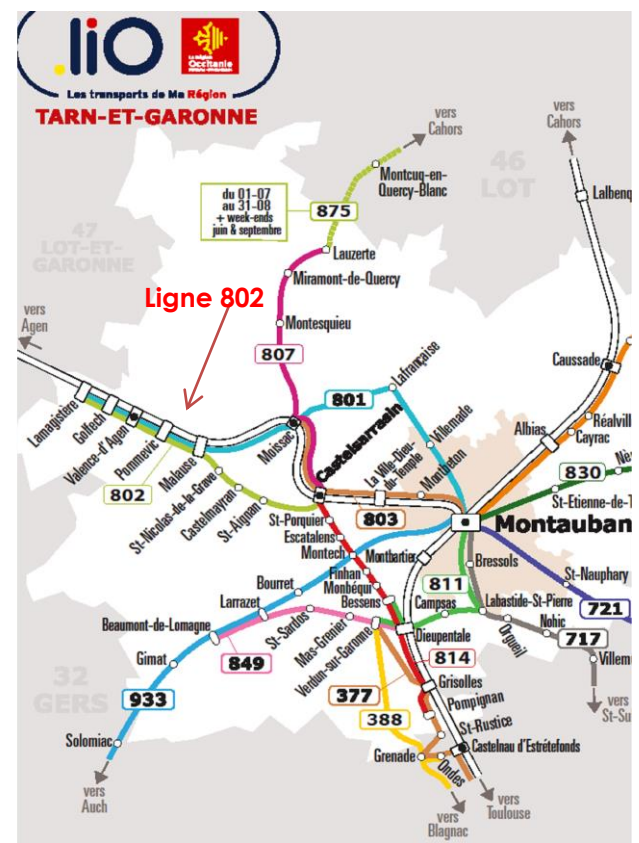 .liO
La Région
Occitanie
Les transports de Ma Région
TARN-ET-GARONNE
vers
Cahors
vers
Cahors
46
LOT
Montcuq-en-
Quercy-Blanc
Lalbenq
du 01-07
au 31-08
+ week-ends
juin & septembre
875
47
LOT-ET-
GARONNE
Lauzerte
Miramont-de-Quercy
Ligne 802
vers
Agen
Montesquieu
807
Caussade
Lafrançaise
801
Lamagistère
Golfech
Valence-d'Agen
Pommevic
Malause
Moissac
Castelsarrasin
Villemade
Albias
Réalvill
Cayrac
La Ville-Dieu-
du-Temple
Montbeton
802
St-Nicolas-de-la-Grave
Castelmayran
St-Aignan
830
Nè
803
St-Etienne-de-T
St-Porquier
Escatalens
Montech
Montbartier
Montauban
Finhan
Monbéqui
Bessens
811
Bressols
St-Nauphary
721
Bourret
Larrazet
Campsas
Labastide-St-Pierre
Beaumont-de-Lomagne
St-Sardos
Mas-Grenier
Verdun-sur-Garonne
Dieupentale
Orgueil
Nohic
717
849
814
Gimat
32
GERS
933
377
Grisolles
Villem
388
Pompignan
vers
St-Su
Solomiac
St-Rustice
Grenade
Castelnau d'Estrétefonds
Ondes
vers
Auch
vers
Blagnac
vers
Toulouse